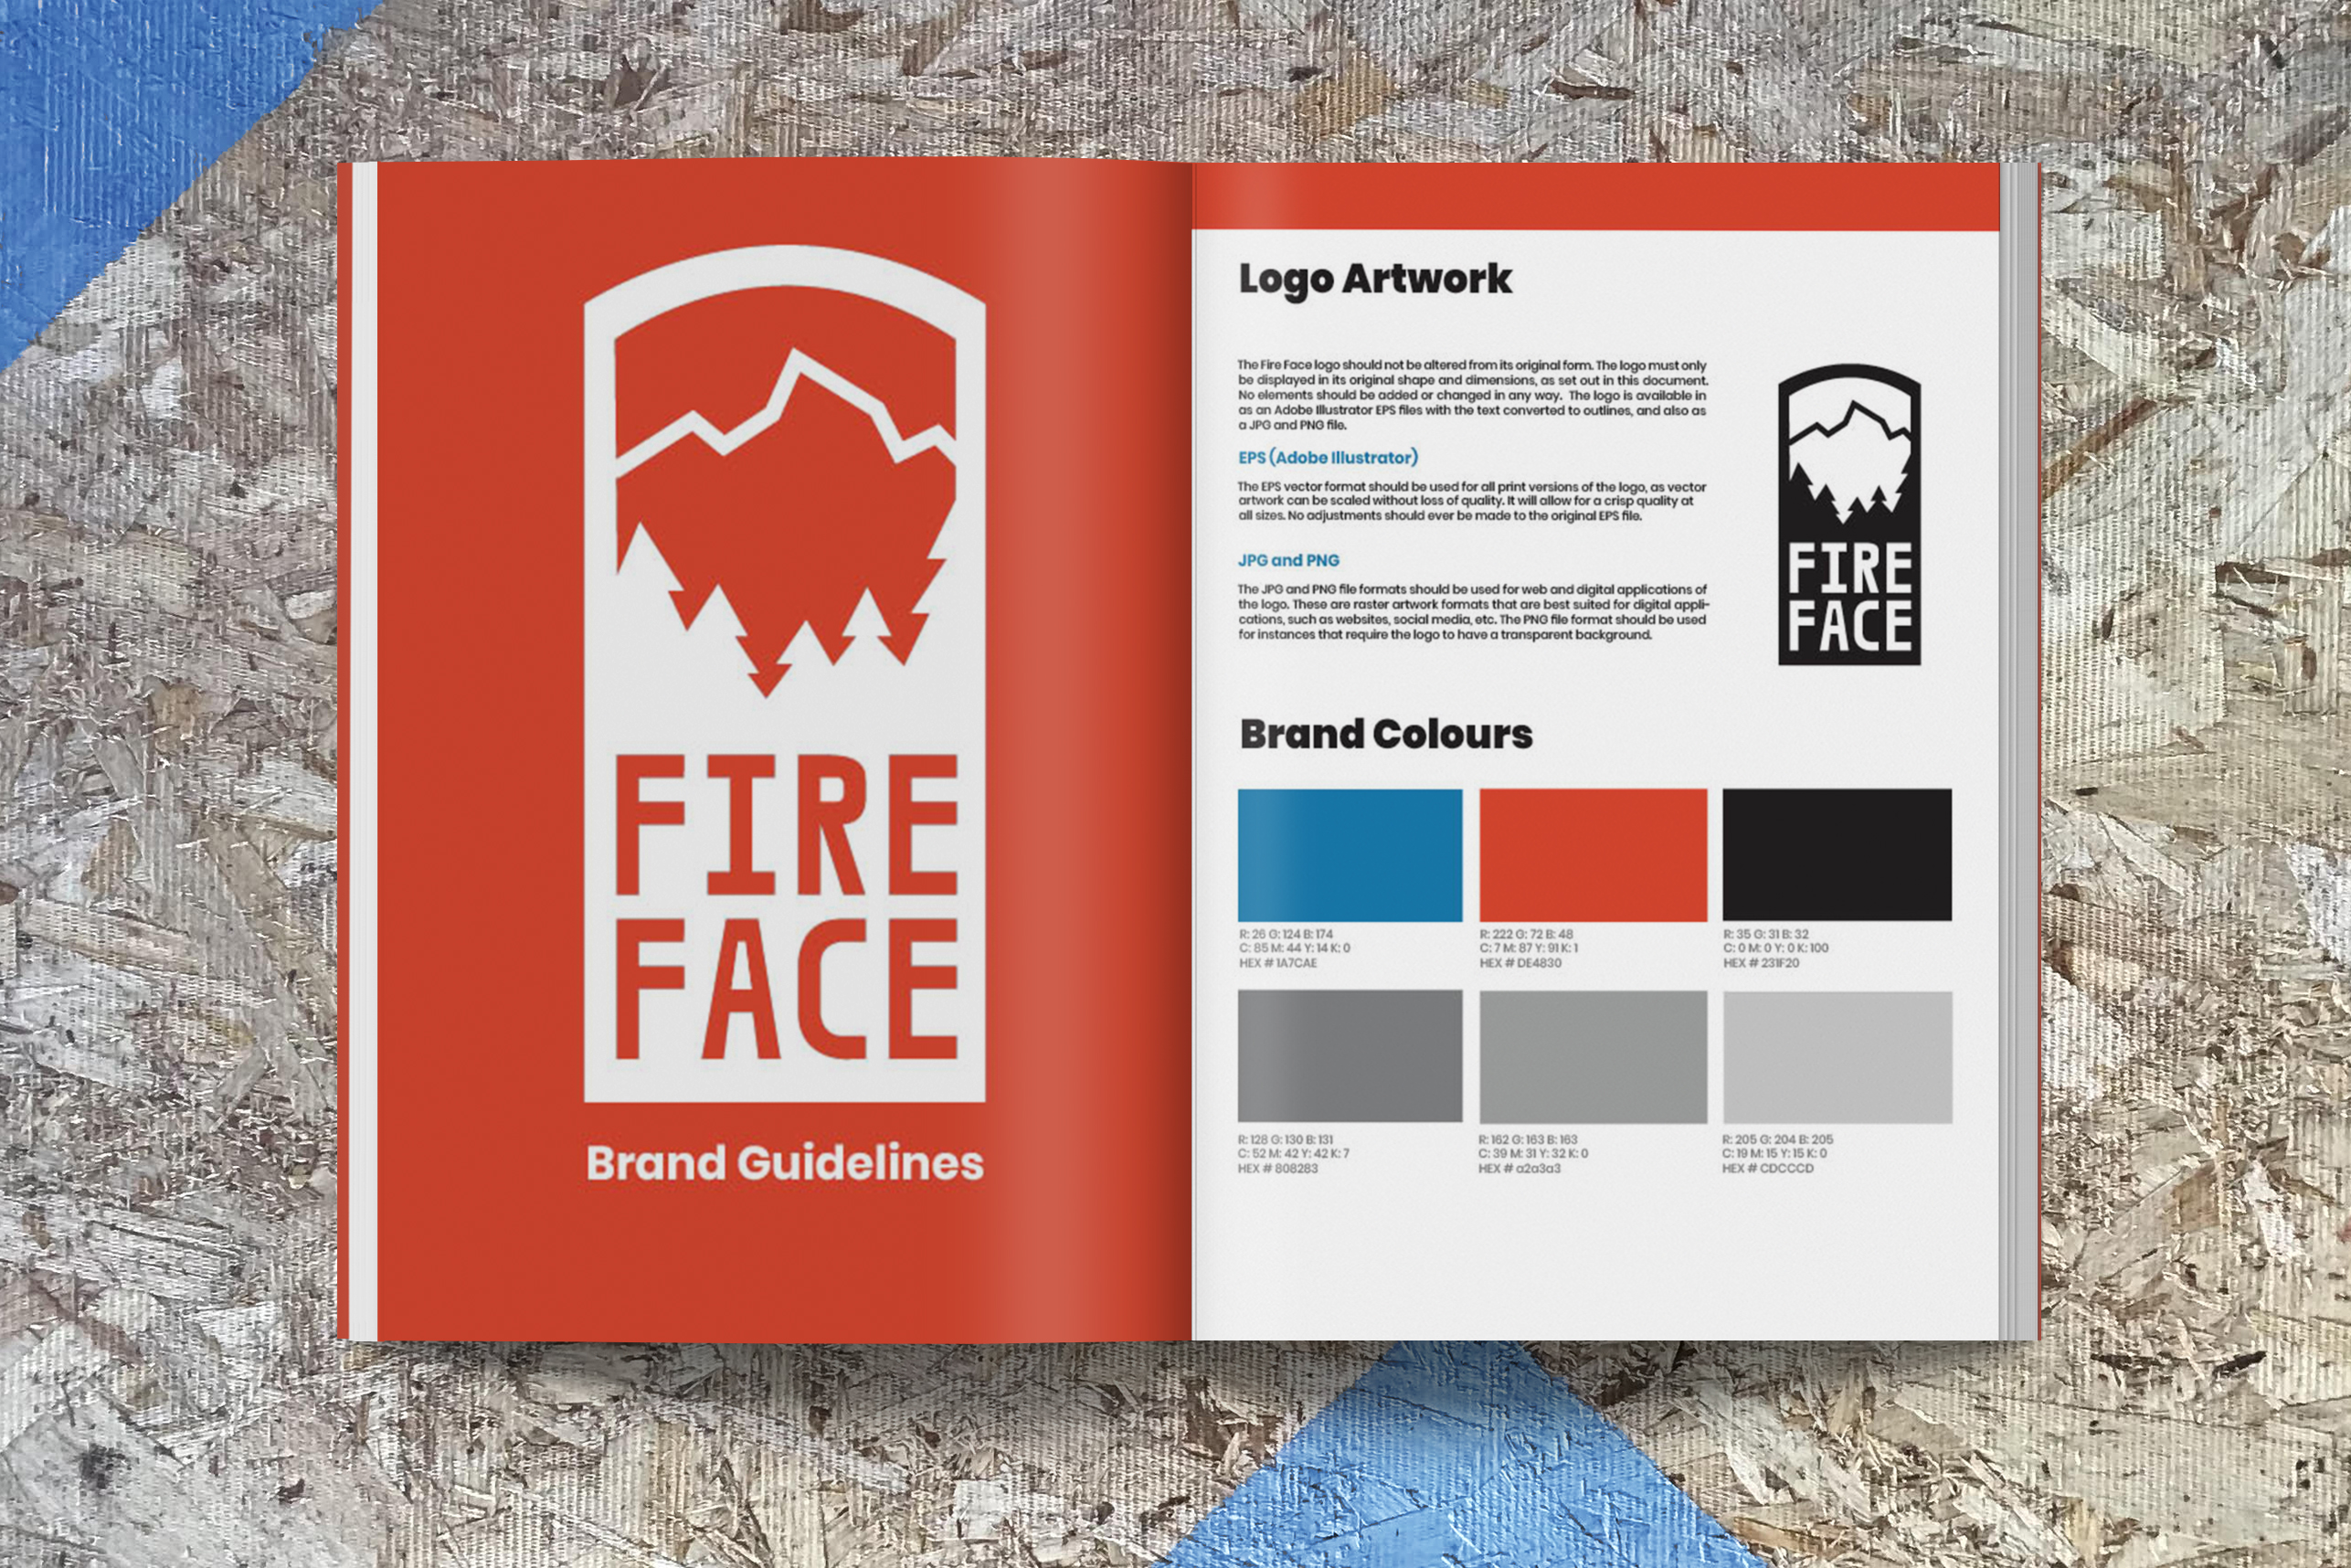 FIRE
FACE
Brand Guidelines
Logo Artwork
The Fire Face logo should not be altered from its original form. The logo must only
be displayed in its original shape and dimensions, as set out in this document.
No elements should be added or changed in any way. The logo is available in
as an Adobe Illustrator EPS files with the text converted to outlines, and also as
a JPG and PNG file.
EPS (Adobe Illustrator)
The EPS vector format should be used for all print versions of the logo, as vector
artwork can be scaled without loss of quality. It will allow for a crisp quality at
all sizes. No adjustments should ever be made to the original EPS file.
JPG and PNG
The JPG and PNG file formats should be used for web and digital applications of
the logo. These are raster artwork formats that are best suited for digital appli-
cations, such as websites, social media, etc. The PNG file format should be used
for instances that require the logo to have a transparent background.
FIRE
FACE
Brand Colours
R: 26 G: 124 B: 174
C: 85 M: 44 Y: 14 K: 0
HEX # 1A7CAE
R: 222 G: 72 B: 48
C: 7 M: 87 Y: 91 K: 1
HEX # DE4830
R: 35 G: 31 B: 32
C: 0 M: 0 Y: 0 K: 100
HEX # 231F20
R: 128 G: 130 B: 131
C: 52 M: 42 Y: 42 K: 7
HEX # 808283
R: 162 G: 163 B: 163
C: 39 M: 31 Y: 32 K: 0
HEX # a2a3a3
R: 205 G: 204 B: 205
C: 19 M: 15 Y: 15 K: 0
HEX # CDCCCD